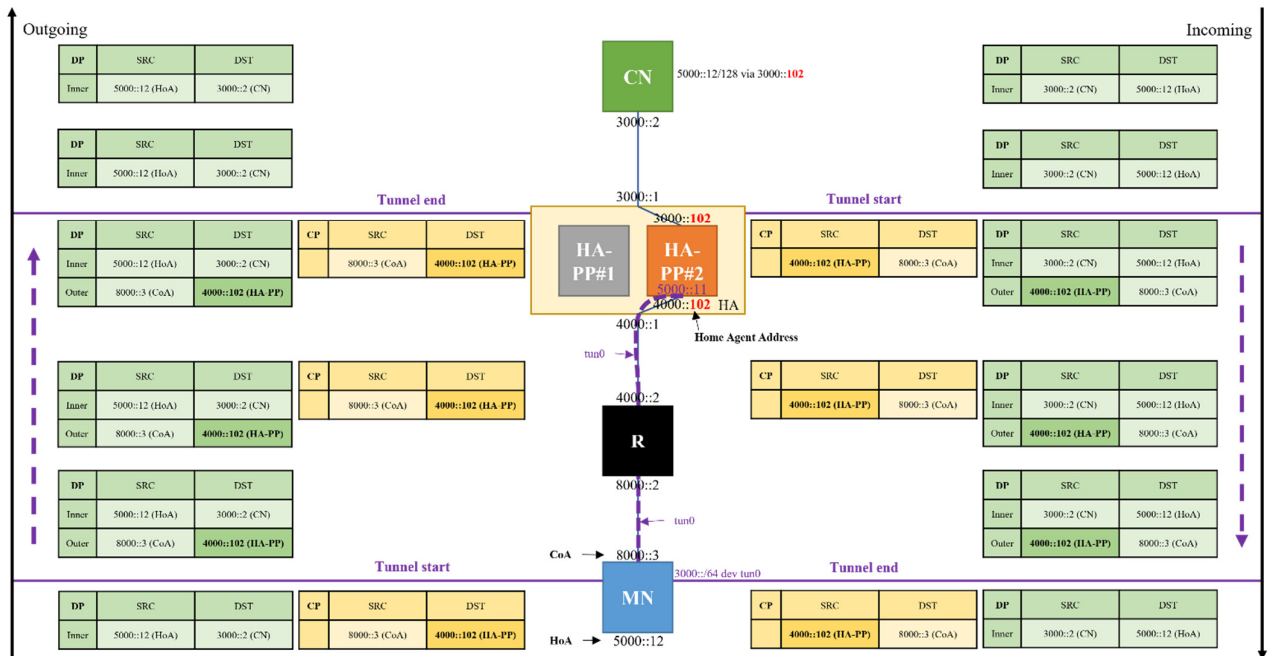 Outgoing
Incoming
DP SRC DST
Inner 5000::12 (HoA) 3000::2 (CN)
CN
5000::12/128 via 3000::102
DP SRC DST
Inner 3000::2 (CN) 5000::12 (HoA)
3000::2
DP SRC DST
Inner 5000::12 (HoA) 3000::2 (CN)
DP SRC DST
Inner 3000::2 (CN) 5000::12 (HoA)
Tunnel end
3000::1
Tunnel start
DP SRC DST
Inner 5000::12 (HoA) 3000::2 (CN)
Outer 8000::3 (CoA) 4000::102 (HA-PP)
CP SRC DST
8000::3 (CoA) 4000::102 (HA-PP)
3000::102
HA-PP#1
HA-PP#2
5000::11
4000::102
HA
CP SRC DST
4000::102 (HA-PP) 8000::3 (CoA)
DP SRC DST
Inner 3000::2 (CN) 5000::12 (HoA)
Outer 4000::102 (HA-PP) 8000::3 (CoA)
4000::1
Home Agent Address
tun0
DP SRC DST
Inner 5000::12 (HoA) 3000::2 (CN)
Outer 8000::3 (CoA) 4000::102 (HA-PP)
CP SRC DST
8000::3 (CoA) 4000::102 (HA-PP)
4000::2
R
8000::2
CP SRC DST
4000::102 (HA-PP) 8000::3 (CoA)
DP SRC DST
Inner 3000::2 (CN) 5000::12 (HoA)
Outer 4000::102 (HA-PP) 8000::3 (CoA)
DP SRC DST
Inner 5000::12 (HoA) 3000::2 (CN)
Outer 8000::3 (CoA) 4000::102 (HA-PP)
tun0
DP SRC DST
Inner 3000::2 (CN) 5000::12 (HoA)
Outer 4000::102 (HA-PP) 8000::3 (CoA)
CoA
8000::3
Tunnel start
3000::/64 dev tun0
Tunnel end
DP SRC DST
Inner 5000::12 (HoA) 3000::2 (CN)
CP SRC DST
8000::3 (CoA) 4000::102 (HA-PP)
MN
HoA
5000::12
CP SRC DST
4000::102 (HA-PP) 8000::3 (CoA)
DP SRC DST
Inner 3000::2 (CN) 5000::12 (HoA)